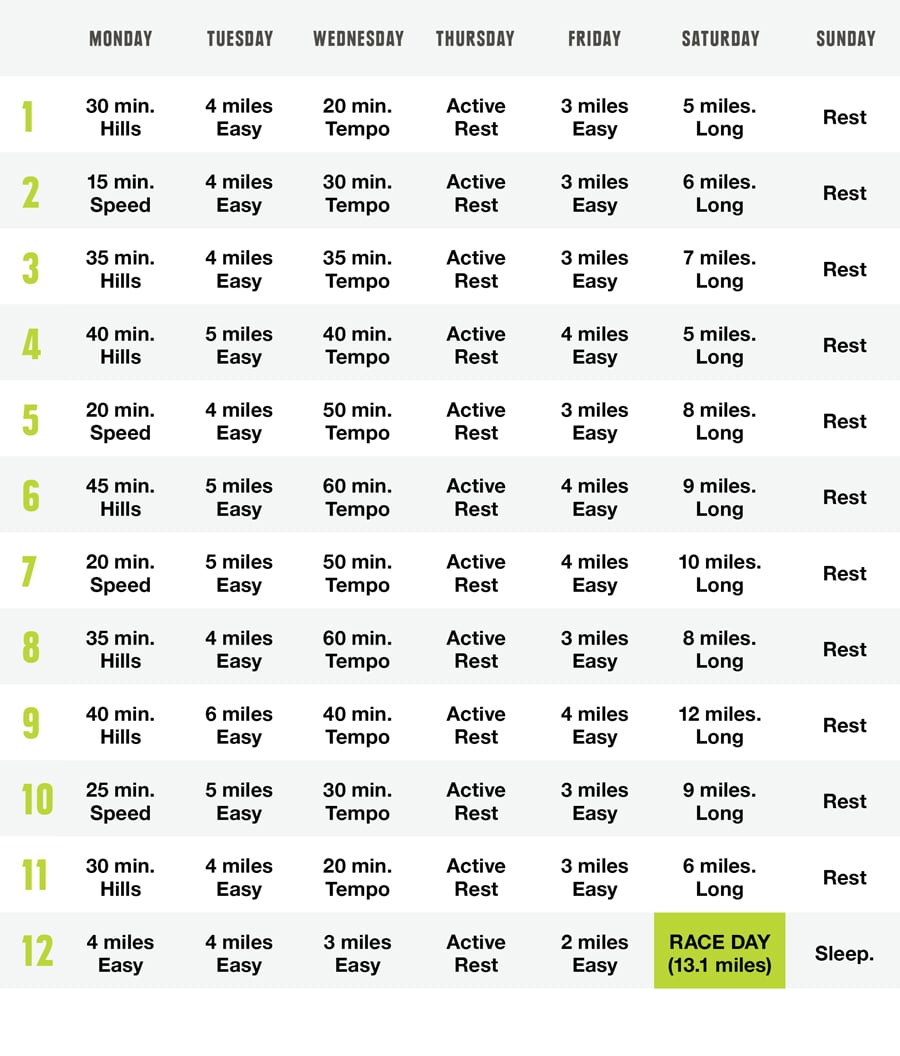 MONDAY TUESDAY WEDNESDAY THURSDAY FRIDAY SATURDAY SUNDAY
1 30 min. Hills 4 miles Easy 20 min. Tempo Active Rest 3 miles Easy 5 miles. Long Rest
2 15 min. Speed 4 miles Easy 30 min. Tempo Active Rest 3 miles Easy 6 miles. Long Rest
3 35 min. Hills 4 miles Easy 35 min. Tempo Active Rest 3 miles Easy 7 miles. Long Rest
4 40 min. Hills 5 miles Easy 40 min. Tempo Active Rest 4 miles Easy 5 miles. Long Rest
5 20 min. Speed 4 miles Easy 50 min. Tempo Active Rest 3 miles Easy 8 miles. Long Rest
6 45 min. Hills 5 miles Easy 60 min. Tempo Active Rest 4 miles Easy 9 miles. Long Rest
7 20 min. Speed 5 miles Easy 50 min. Tempo Active Rest 4 miles Easy 10 miles. Long Rest
8 35 min. Hills 4 miles Easy 60 min. Tempo Active Rest 3 miles Easy 8 miles. Long Rest
9 40 min. Hills 6 miles Easy 40 min. Tempo Active Rest 4 miles Easy 12 miles. Long Rest
10 25 min. Speed 5 miles Easy 30 min. Tempo Active Rest 3 miles Easy 9 miles. Long Rest
11 30 min. Hills 4 miles Easy 20 min. Tempo Active Rest 3 miles Easy 6 miles. Long Rest
12 4 miles Easy 4 miles Easy 3 miles Easy Active Rest 2 miles Easy RACE DAY (13.1 miles) Sleep.